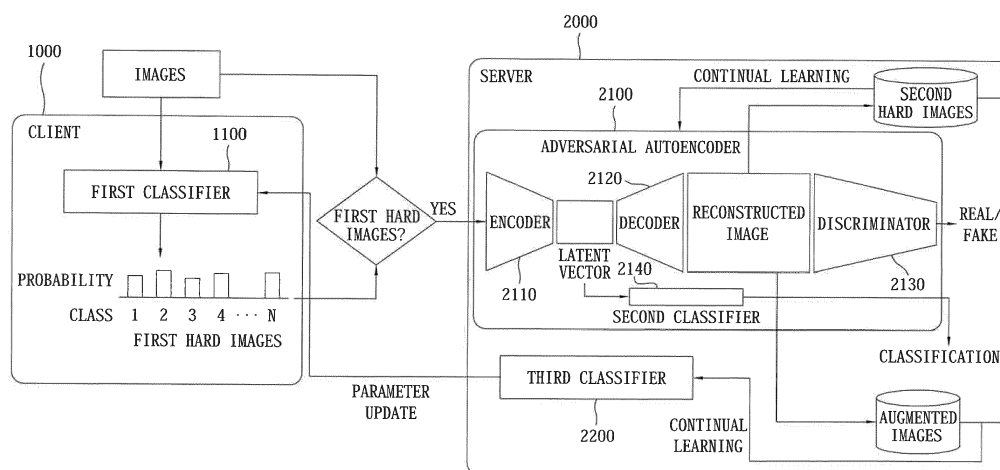 2000
1000
IMAGES
SERVER
CONTINUAL LEARNING
SECOND
HARD IMAGES
2100
CLIENT
1100
ADVERSARIAL AUTOENCODER
FIRST CLASSIFIER
2120
FIRST HARD
IMAGES?
YES
ENCODER
DECODER
RECONSTRUCTED
IMAGE
DISCRIMINATOR
REAL/
FAKE
LATENT
VECTOR
2110
2140
2130
SECOND CLASSIFIER
PROBABILITY
CLASS 1 2 3 4 ··· N
FIRST HARD IMAGES
CLASSIFICATION
THIRD CLASSIFIER
PARAMETER
UPDATE
2200
CONTINUAL
LEARNING
AUGMENTED
IMAGES